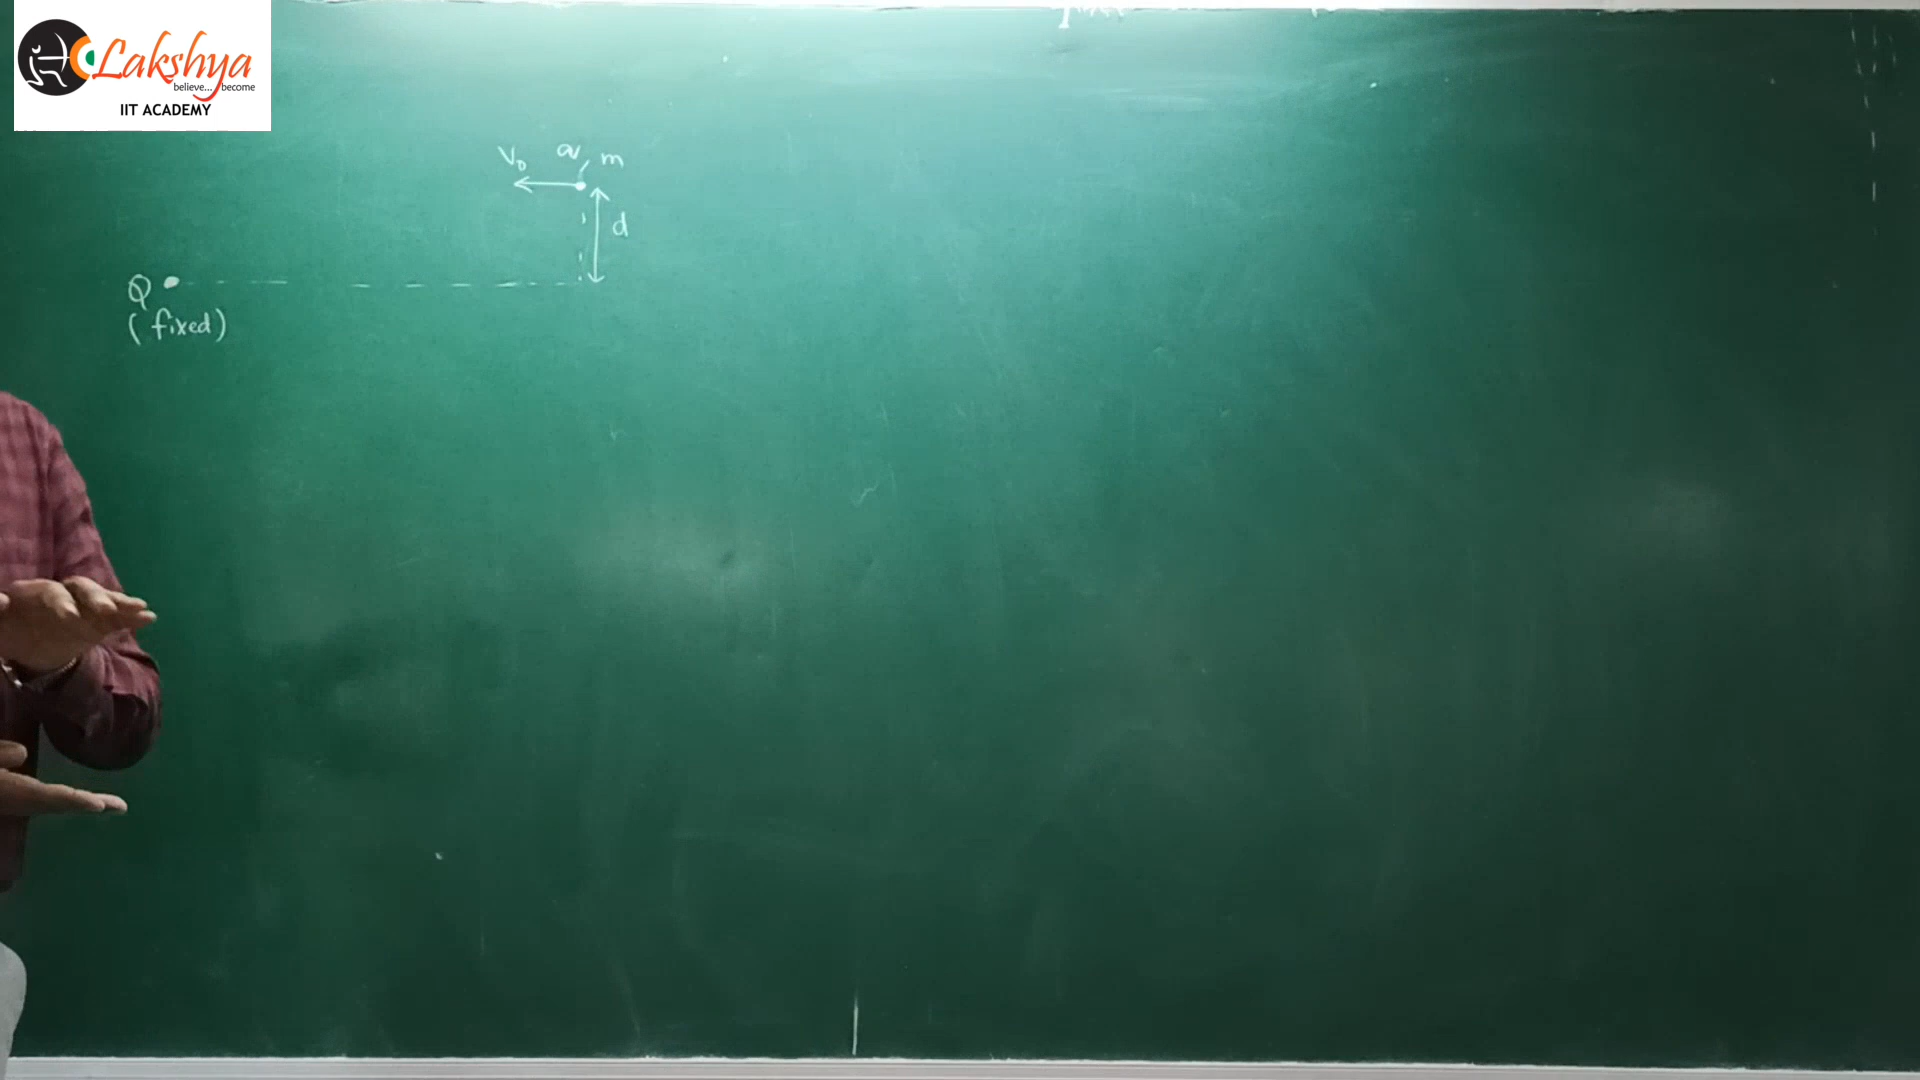 Lakshya
believe... become
IIT ACADEMY
V₀ q, m
d
Q
(fixed)